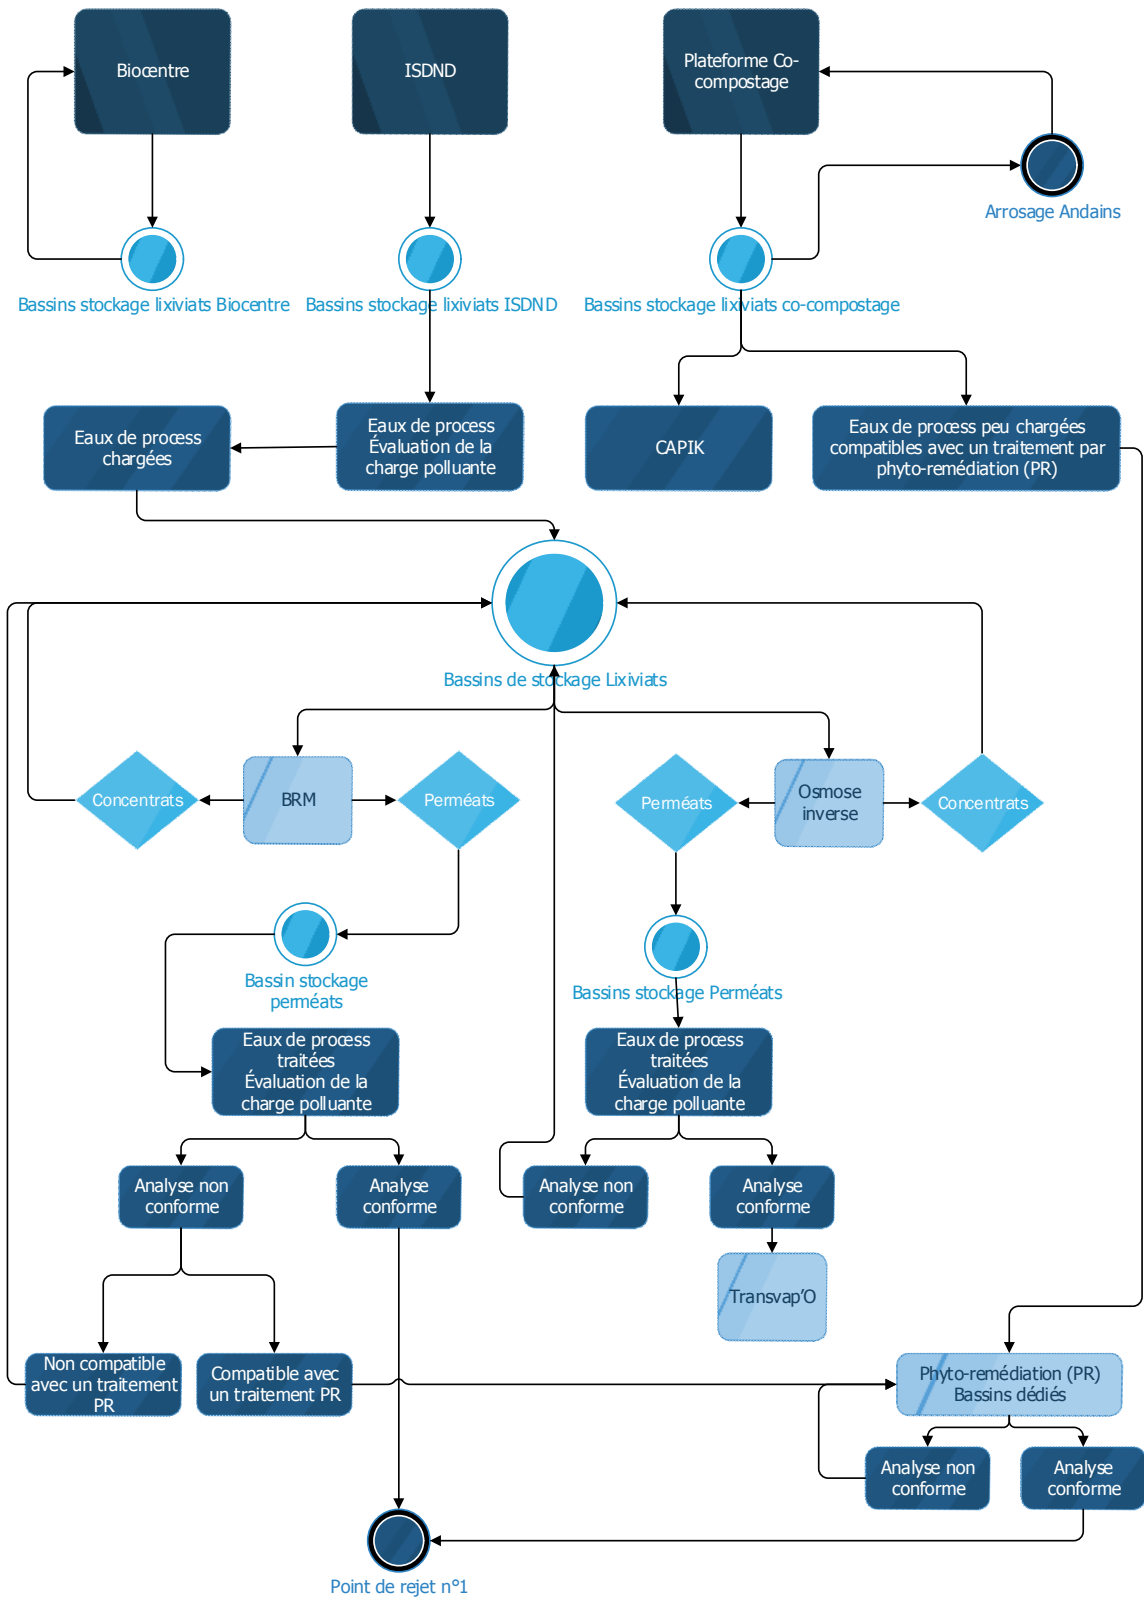 Biocentre
ISDND
Plateforme Co-
compostage
Arrosage Andains
Bassins stockage lixiviats Biocentre
Bassins stockage lixiviats ISDND
Bassins stockage lixiviats co-compostage
Eaux de process
chargées
Eaux de process
Évaluation de la
charge polluante
CAPIK
Eaux de process peu chargées
compatibles avec un traitement par
phyto-remédiation (PR)
Bassins de stockage Lixiviats
Concentrats
BRM
Perméats
Perméats
Osmose
inverse
Concentrats
Bassin stockage
perméats
Bassins stockage Perméats
Eaux de process
traitées
Évaluation de la
charge polluante
Eaux de process
traitées
Évaluation de la
charge polluante
Analyse non
conforme
Analyse
conforme
Analyse non
conforme
Analyse
conforme
Transvap'O
Non compatible
avec un traitement
PR
Compatible avec
un traitement PR
Phyto-remédiation (PR)
Bassins dédiés
Analyse non
conforme
Analyse
conforme
Point de rejet n°1